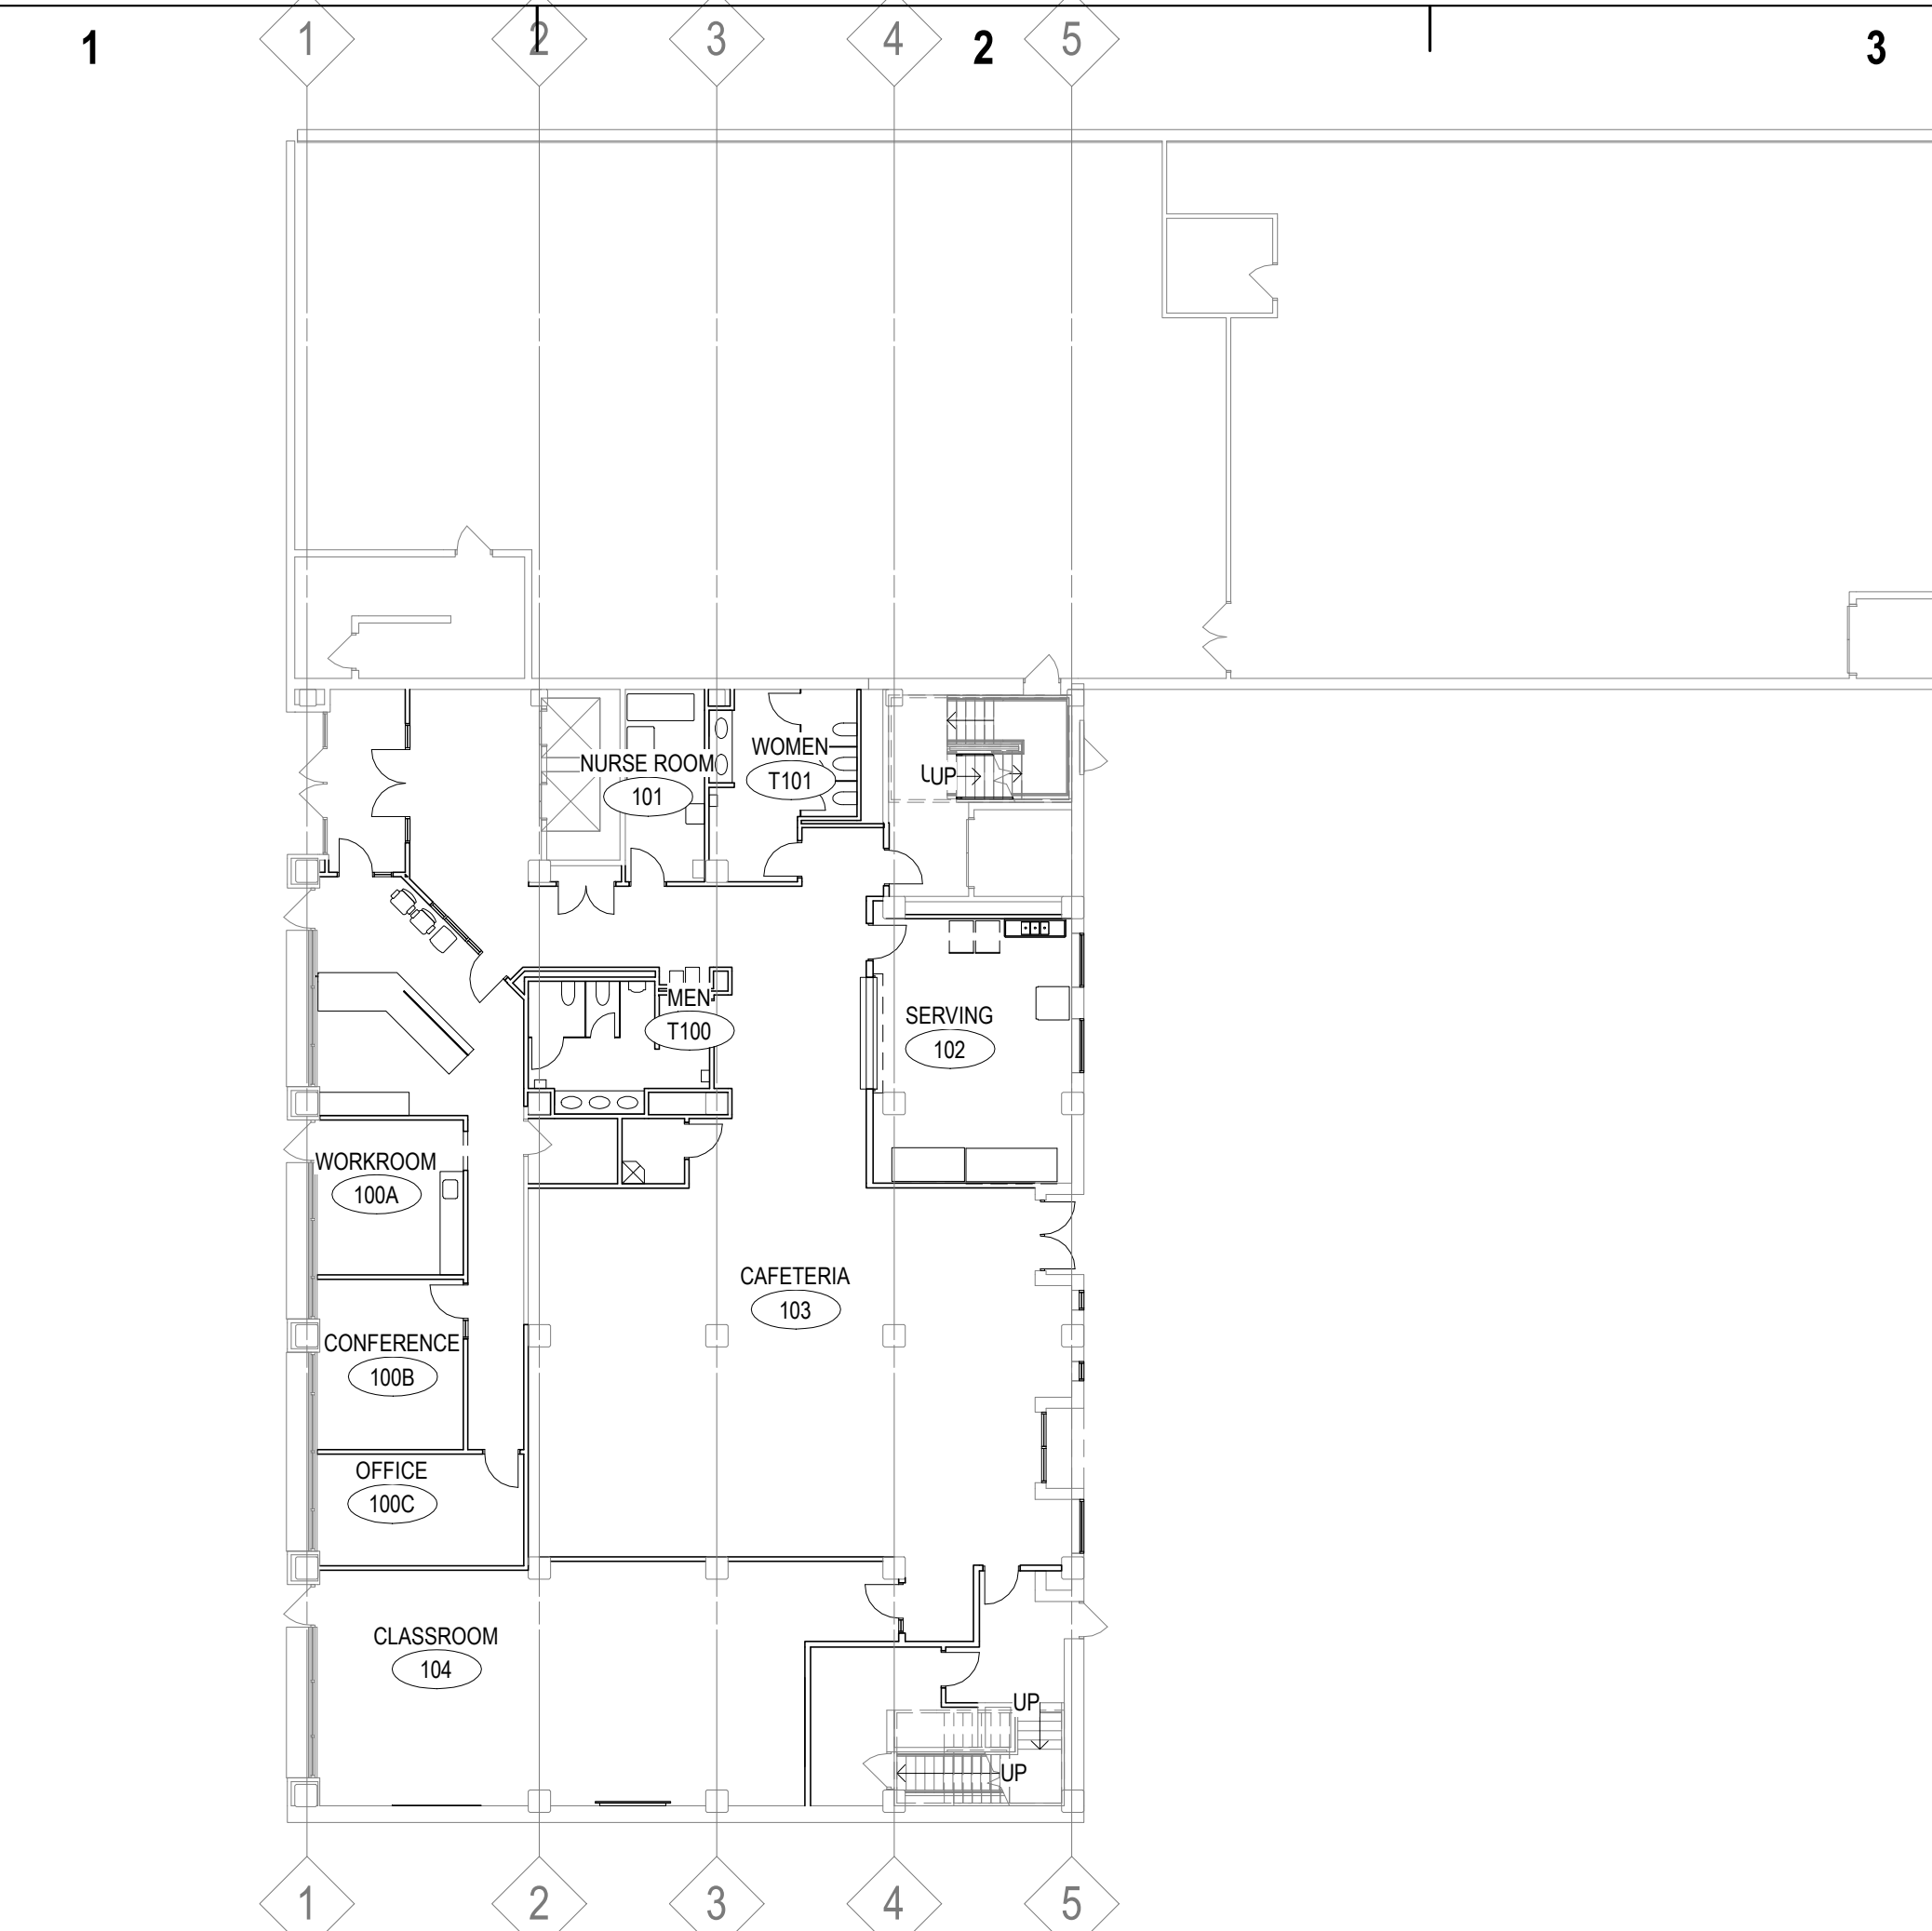 1 2 3
1 2 3 4 5
NURSE ROOM
101
WOMEN
T101
UP
MEN
T100
SERVING
102
WORKROOM
100A
CAFETERIA
103
CONFERENCE
100B
OFFICE
100C
CLASSROOM
104
UP
UP
1 2 3 4 5